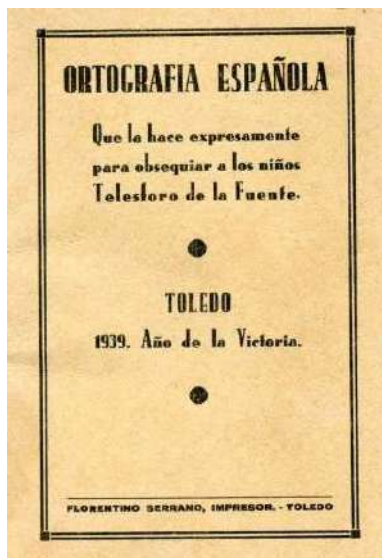 ORTOGRAFIA ESPAÑOLA
Que la hace expresamente
para obsequiar a los niños
Telesforo de la Fuente.
TOLEDO
1939. Año de la Victoria.
FLORENTINO SERRANO, IMPRESOR. - TOLEDO